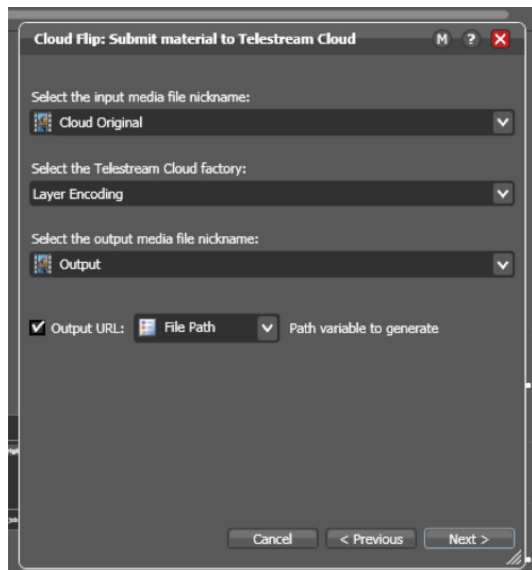 Cloud Flip: Submit material to Telestream Cloud M ?
Select the input media file nickname:
Cloud Original
Select the Telestream Cloud factory:
Layer Encoding
Select the output media file nickname:
Output
Output URL: File Path Path variable to generate
Cancel < Previous Next >